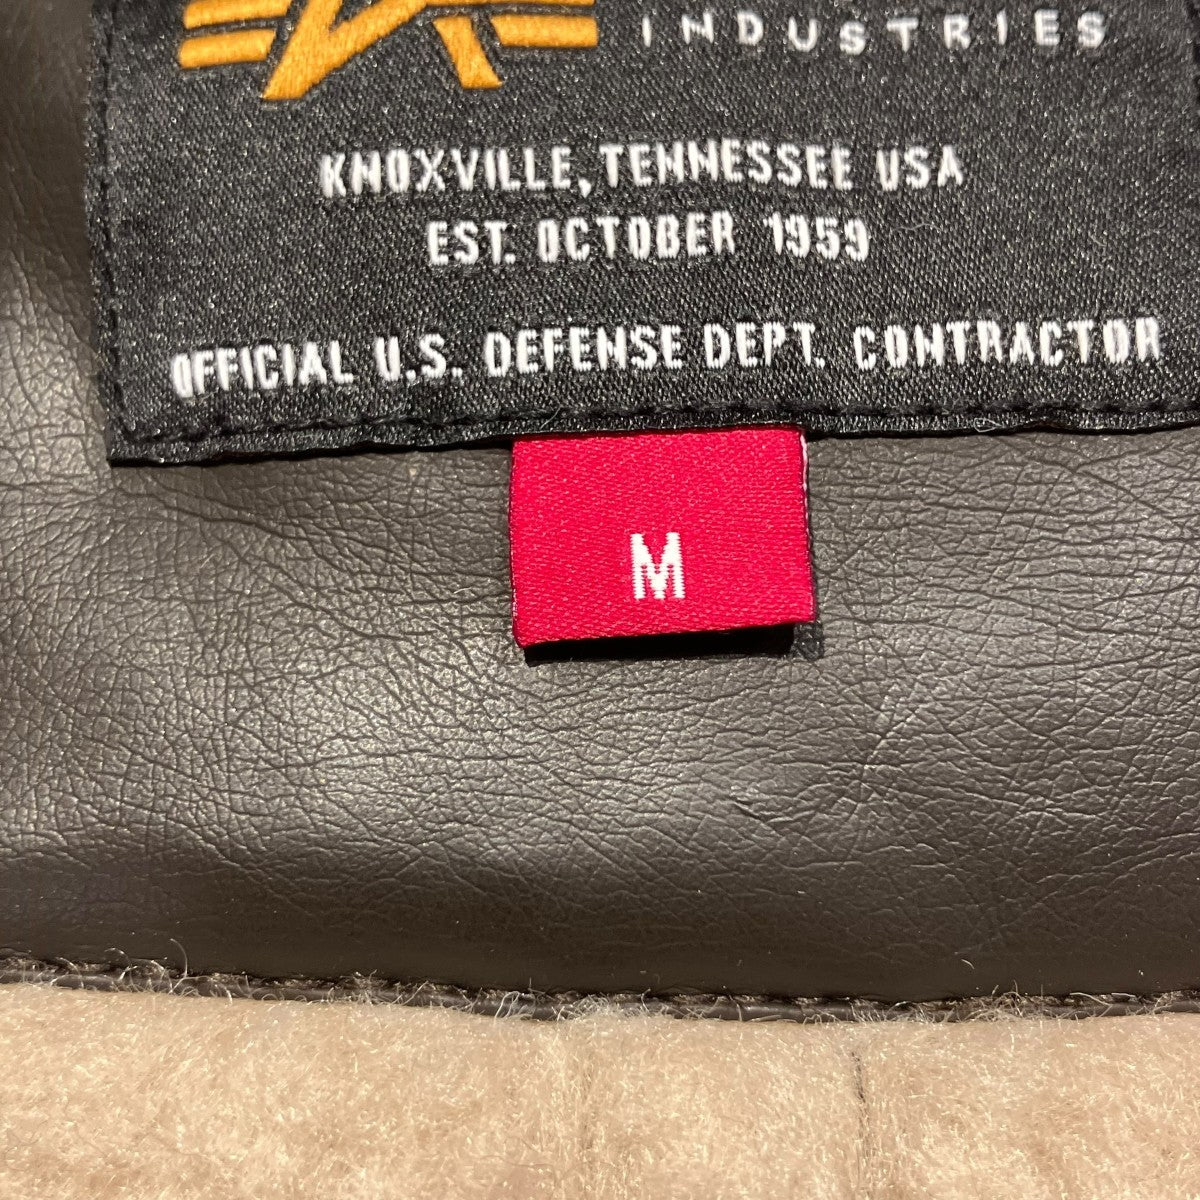 INDUSTRIES
KNOXVILLE, TENNESSEE USA
EST. OCTOBER 1959
OFFICIAL U.S. DEFENSE DEPT. CONTRACTOR
M